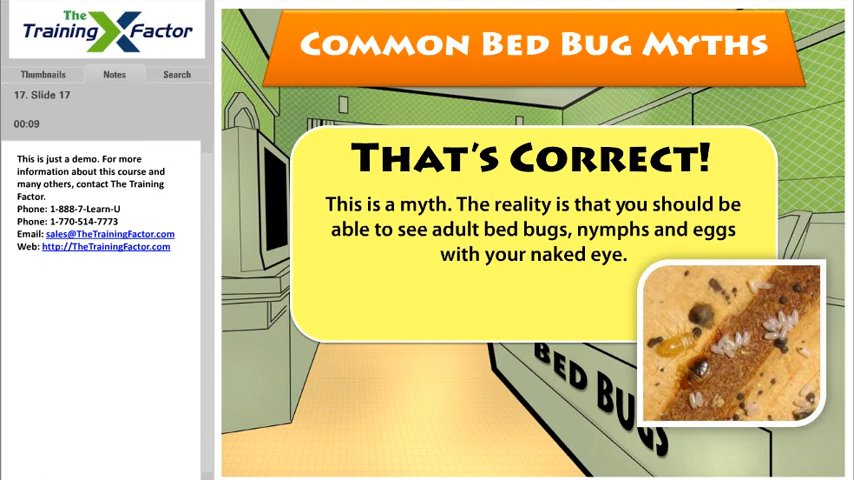 The
Training Factor
Thumbnails
Notes
Search
17. Slide 17
00:09
This is just a demo. For more
information about this course and
many others, contact The Training
Factor.
Phone: 1-888-7-Learn-U
Phone: 1-770-514-7773
Email: sales@TheTrainingFactor.com
Web: http://TheTrainingFactor.com
Common Bed Bug Myths
That's Correct!
This is a myth. The reality is that you should be
able to see adult bed bugs, nymphs and eggs
with your naked eye.
Bed Bugs